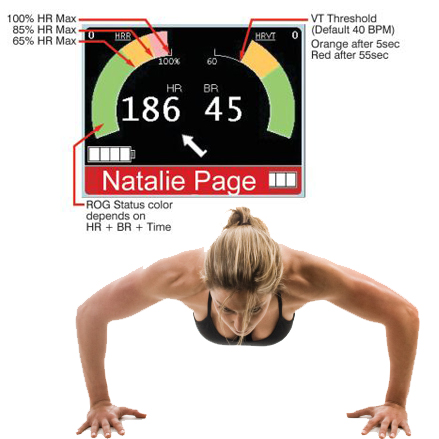 100% HR Max
85% HR Max
65% HR Max
0 HRR
100%
HRVT 0
60
HR
186
BR
45
Natalie Page
VT Threshold
(Default 40 BPM)
Orange after 5sec
Red after 55sec
ROG Status color
depends on
HR + BR + Time